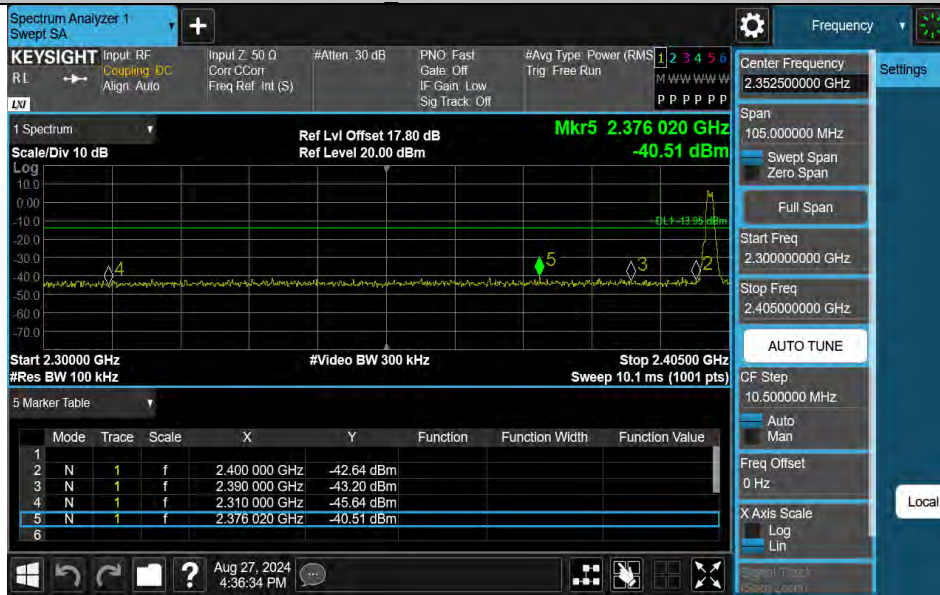 Spectrum Analyzer 1
Swept SA
+
Frequency
KEYSIGHT
RL
LXI
Input: RF
Coupling: DC
Align: Auto
Input Z: 50 Ω
Corr CCorr
Freq Ref: Int (S)
#Atten: 30 dB
PNO: Fast
Gate: Off
IF Gain: Low
Sig Track: Off
#Avg Type: Power (RMS
Trig: Free Run
1 2 3 4 5 6
M W W W W W
P P P P P P
1 Spectrum
Scale/Div 10 dB
Ref Lvl Offset 17.80 dB
Ref Level 20.00 dBm
Mkr5 2.376 020 GHz
-40.51 dBm
Log
10.0
0.00
-10.0
-20.0
-30.0
-40.0
-50.0
-60.0
-70.0
DL1 -13.95 dBm
4
5
3
2
Start 2.30000 GHz
#Res BW 100 kHz
#Video BW 300 kHz
Stop 2.40500 GHz
Sweep 10.1 ms (1001 pts)
5 Marker Table
Mode Trace Scale X Y Function Function Width Function Value
1
2 N 1 f 2.400 000 GHz -42.64 dBm
3 N 1 f 2.390 000 GHz -43.20 dBm
4 N 1 f 2.310 000 GHz -45.64 dBm
5 N 1 f 2.376 020 GHz -40.51 dBm
6
?
Aug 27, 2024
4:36:34 PM
Center Frequency
2.352500000 GHz
Settings
Span
105.000000 MHz
Swept Span
Zero Span
Full Span
Start Freq
2.300000000 GHz
Stop Freq
2.405000000 GHz
AUTO TUNE
CF Step
10.500000 MHz
Auto
Man
Freq Offset
0 Hz
Local
X Axis Scale
Log
Lin
Signal Track
(Span Zoom)